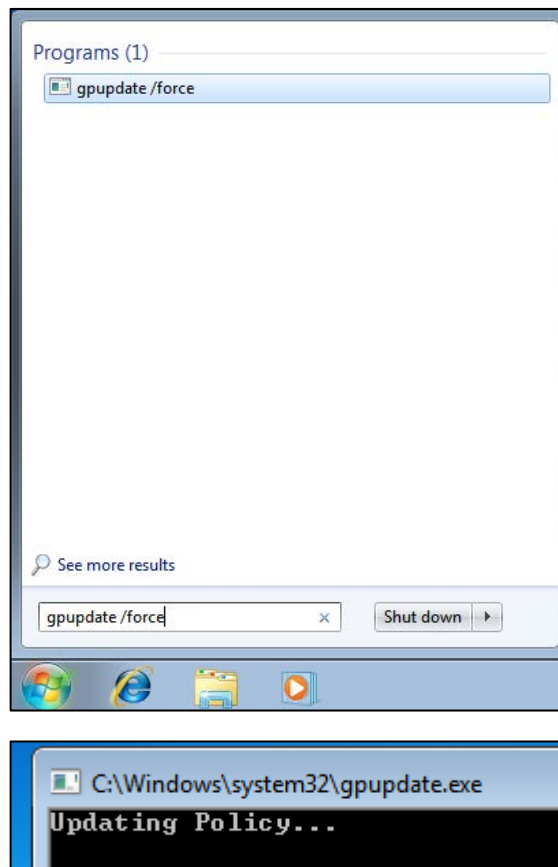 Programs (1)
gpupdate /force
See more results
gpupdate /force
Shut down
C:\Windows\system32\gpupdate.exe
Updating Policy...